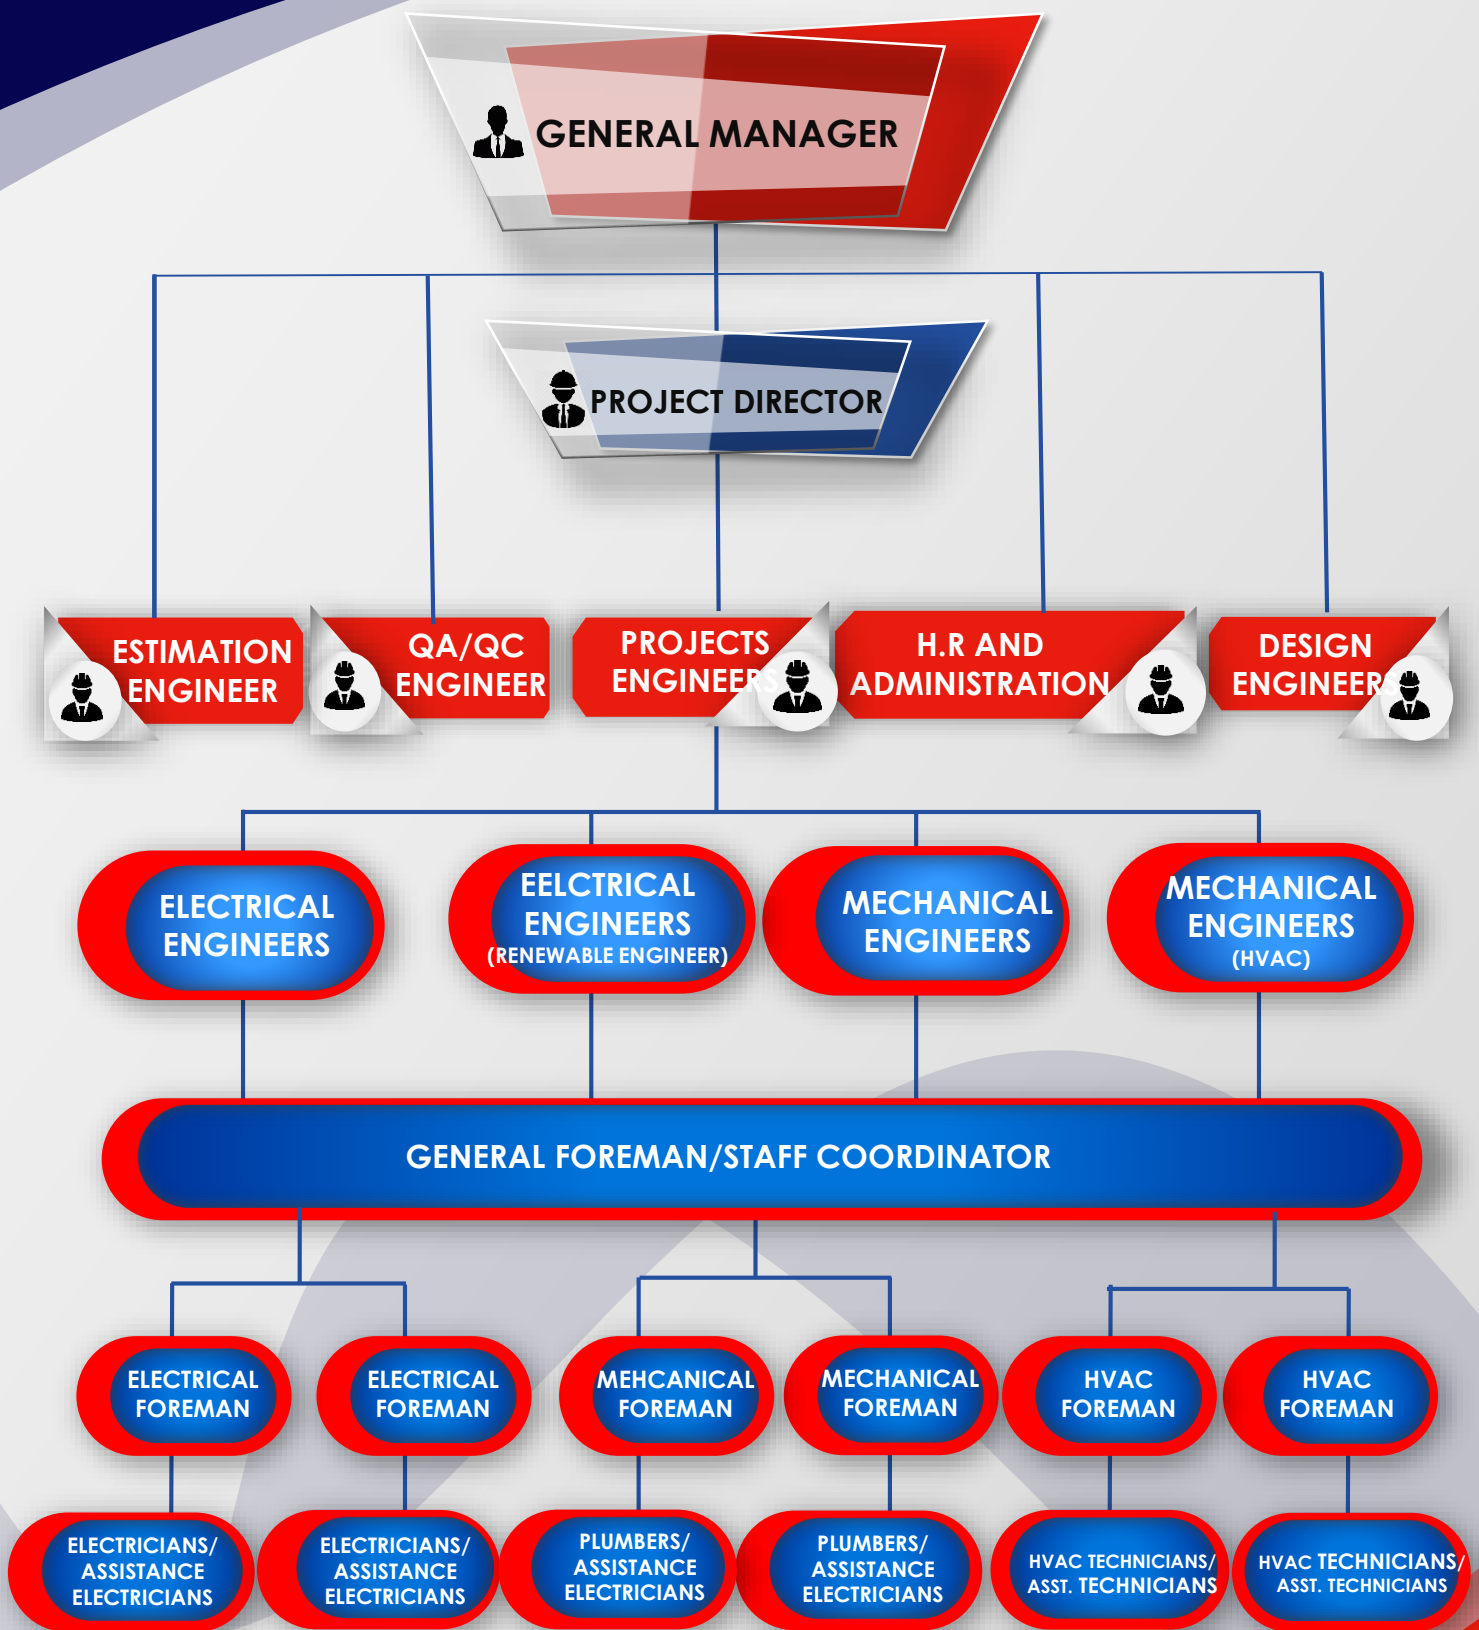 GENERAL MANAGER
PROJECT DIRECTOR
ESTIMATION
ENGINEER
QA/QC
ENGINEER
PROJECTS
ENGINEERS
H.R AND
ADMINISTRATION
DESIGN
ENGINEERS
ELECTRICAL
ENGINEERS
EELCTRICAL
ENGINEERS
(RENEWABLE ENGINEER)
MECHANICAL
ENGINEERS
MECHANICAL
ENGINEERS
(HVAC)
GENERAL FOREMAN/STAFF COORDINATOR
ELECTRICAL
FOREMAN
ELECTRICAL
FOREMAN
MEHCANICAL
FOREMAN
MECHANICAL
FOREMAN
HVAC
FOREMAN
HVAC
FOREMAN
ELECTRICIANS/
ASSISTANCE
ELECTRICIANS
ELECTRICIANS/
ASSISTANCE
ELECTRICIANS
PLUMBERS/
ASSISTANCE
ELECTRICIANS
PLUMBERS/
ASSISTANCE
ELECTRICIANS
HVAC TECHNICIANS/
ASST. TECHNICIANS
HVAC TECHNICIANS/
ASST. TECHNICIANS